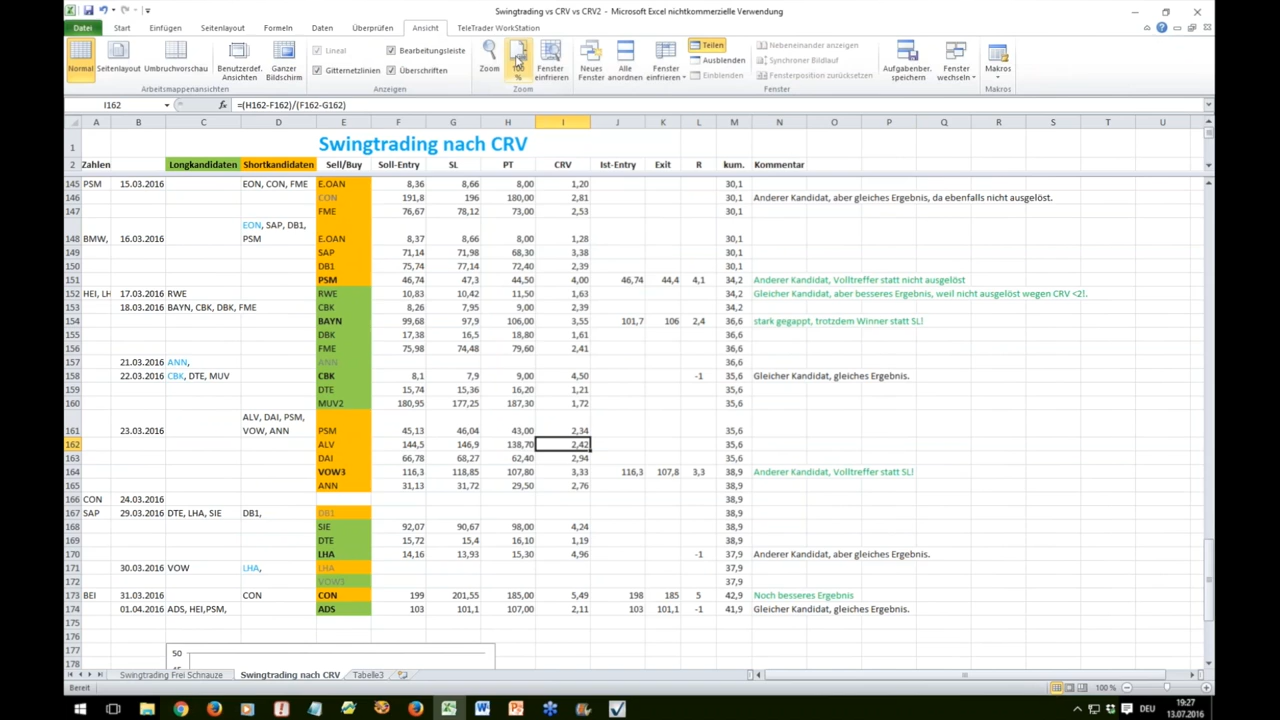 Swingtrading vs CRV vs CRV2 - Microsoft Excel nichtkommerzielle Verwendung
Datei Start Einfügen Seitenlayout Formeln Daten Überprüfen Ansicht TeleTrader WorkStation
Normal Seitenlayout Umbruchvorschau Benutzerdef. Ansichten Ganzer Bildschirm
Lineal Bearbeitungsleiste
Gitternetzlinien Überschriften
Zoom 100 % Fenster einfrieren
Neues Fenster Alle anordnen Fenster einfrieren
Teilen Ausblenden Einblenden
Nebeneinander anzeigen
Synchroner Bildlauf
Fensterposition zurücksetzen
Aufgabenber. speichern Fenster wechseln Makros
Arbeitsmappenansichten Anzeigen Zoom Fenster Makros
I162 fx =(H162-F162)/(F162-G162)
A B C D E F G H I J K L M N O P Q R S T U
1 Swingtrading nach CRV
2 Zahlen Longkandidaten Shortkandidaten Sell/Buy Soll-Entry SL PT CRV Ist-Entry Exit R kum. Kommentar
145 PSM 15.03.2016 EON, CON, FME E.OAN 8,36 8,66 8,00 1,20 30,1
146 CON 191,8 196 180,00 2,81 30,1 Anderer Kandidat, aber gleiches Ergebnis, da ebenfalls nicht ausgelöst.
147 FME 76,67 78,12 73,00 2,53 30,1
148 BMW, 16.03.2016 EON, SAP, DB1, PSM E.OAN 8,37 8,66 8,00 1,28 30,1
149 SAP 71,14 71,98 68,30 3,38 30,1
150 DB1 75,74 77,14 72,40 2,39 30,1
151 PSM 46,74 47,3 44,50 4,00 46,74 44,4 4,1 34,2 Anderer Kandidat, Volltreffer statt nicht ausgelöst
152 HEI, LH 17.03.2016 RWE RWE 10,83 10,42 11,50 1,63 34,2 Gleicher Kandidat, aber besseres Ergebnis, weil nicht ausgelöst wegen CRV <2!.
153 18.03.2016 BAYN, CBK, DBK, FME CBK 8,26 7,95 9,00 2,39 34,2
154 BAYN 99,68 97,9 106,00 3,55 101,7 106 2,4 36,6 stark gegappt, trotzdem Winner statt SL!
155 DBK 17,38 16,5 18,80 1,61 36,6
156 FME 75,98 74,48 79,60 2,41 36,6
157 21.03.2016 ANN, ANN 36,6
158 22.03.2016 CBK, DTE, MUV CBK 8,1 7,9 9,00 4,50 -1 35,6 Gleicher Kandidat, gleiches Ergebnis.
159 DTE 15,74 15,36 16,20 1,21 35,6
160 MUV2 180,95 177,25 187,30 1,72 35,6
161 23.03.2016 ALV, DAI, PSM, VOW, ANN PSM 45,13 46,04 43,00 2,34 35,6
162 ALV 144,5 146,9 138,70 2,42 35,6
163 DAI 66,78 68,27 62,40 2,94 35,6
164 VOW3 116,3 118,85 107,80 3,33 116,3 107,8 3,3 38,9 Anderer Kandidat, Volltreffer statt SL!
165 ANN 31,13 31,72 29,50 2,76 38,9
166 CON 24.03.2016 38,9
167 SAP 29.03.2016 DTE, LHA, SIE DB1, DB1 38,9
168 SIE 92,07 90,67 98,00 4,24 38,9
169 DTE 15,72 15,4 16,10 1,19 38,9
170 LHA 14,16 13,93 15,30 4,96 -1 37,9 Anderer Kandidat, aber gleiches Ergebnis.
171 30.03.2016 VOW LHA, LHA 37,9
172 VOW3 37,9
173 BEI 31.03.2016 CON CON 199 201,55 185,00 5,49 198 185 5 42,9 Noch besseres Ergebnis
174 01.04.2016 ADS, HEI,PSM, ADS 103 101,1 107,00 2,11 103 101,1 -1 41,9 Gleicher Kandidat, gleiches Ergebnis.
175
176
177 50
178
Swingtrading Frei Schnauze Swingtrading nach CRV Tabelle3
Bereit 100 %
DEU 19:27
13.07.2016